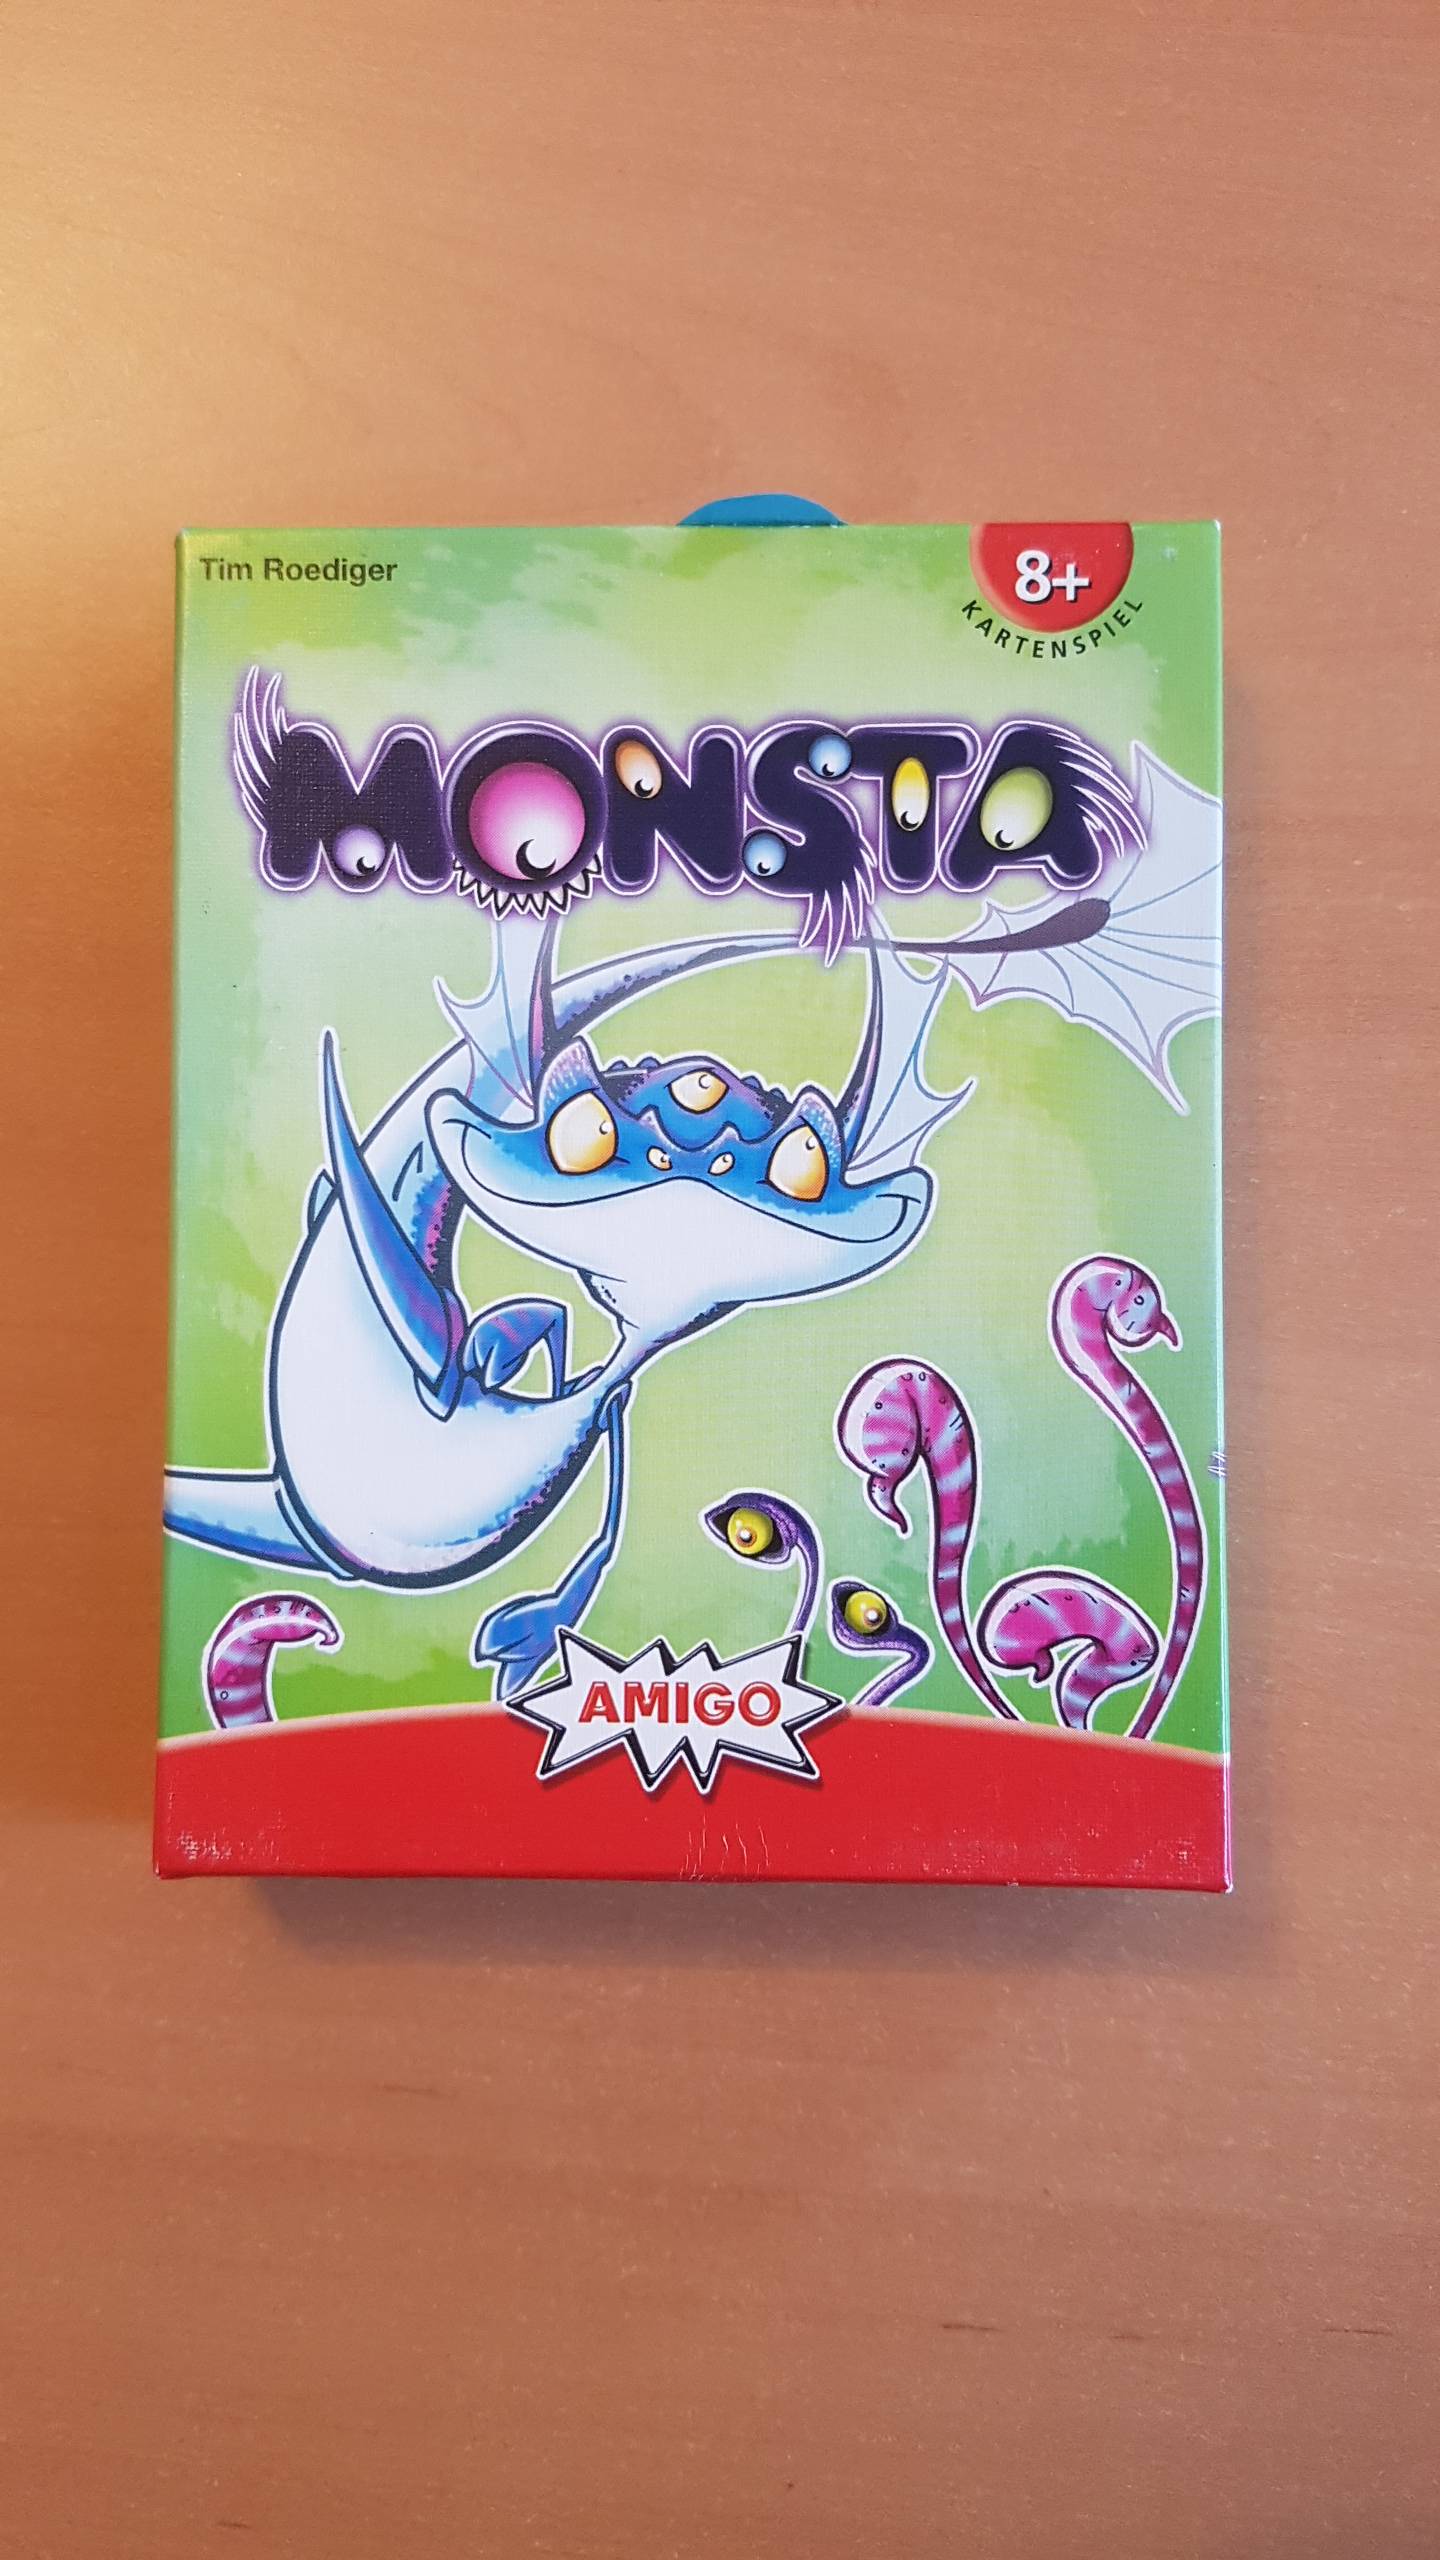 Tim Roediger
8+
KARTENSPIEL
MONSTA
AMIGO